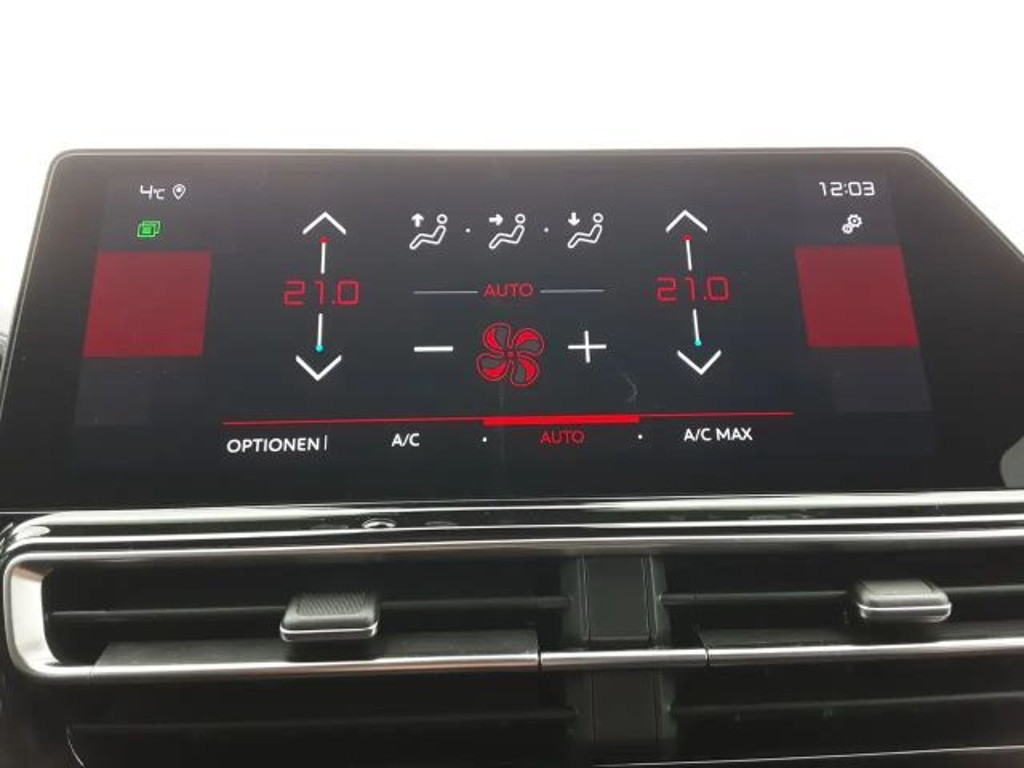 4°C
12:03
21.0
AUTO
21.0
OPTIONEN A/C AUTO A/C MAX